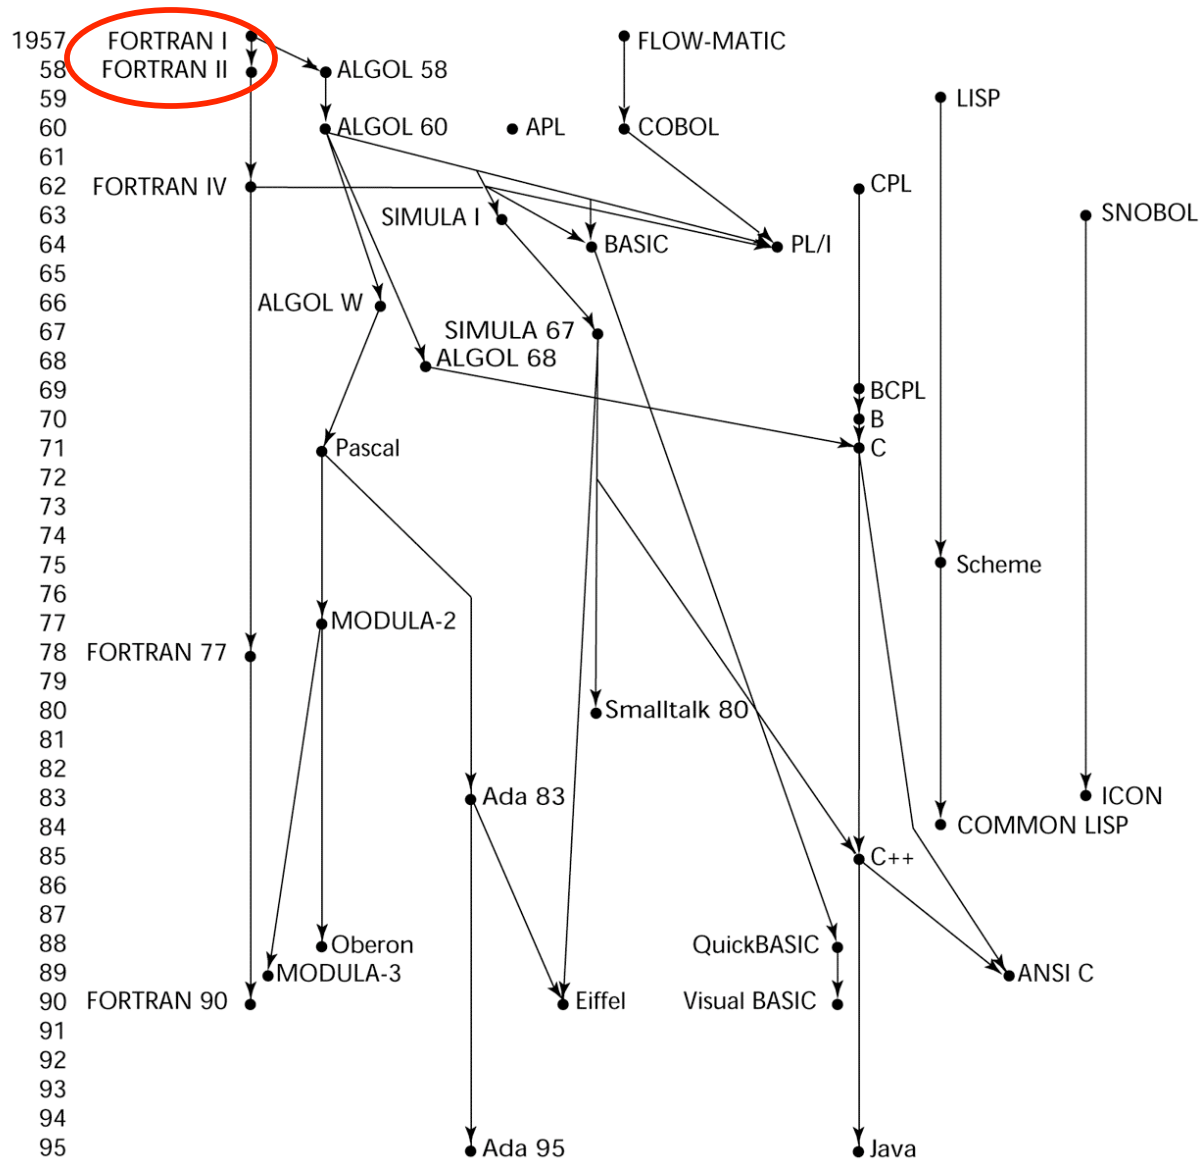 1957 FORTRAN I FLOW-MATIC
58 FORTRAN II ALGOL 58
59 LISP
60 ALGOL 60 APL COBOL
61
62 FORTRAN IV CPL
63 SIMULA I SNOBOL
64 BASIC PL/I
65
66 ALGOL W
67 SIMULA 67
68 ALGOL 68
69 BCPL
70 B
71 Pascal C
72
73
74
75 Scheme
76
77 MODULA-2
78 FORTRAN 77
79
80 Smalltalk 80
81
82
83 Ada 83 ICON
84 COMMON LISP
85 C++
86
87
88 Oberon QuickBASIC
89 MODULA-3 ANSI C
90 FORTRAN 90 Eiffel Visual BASIC
91
92
93
94
95 Ada 95 Java